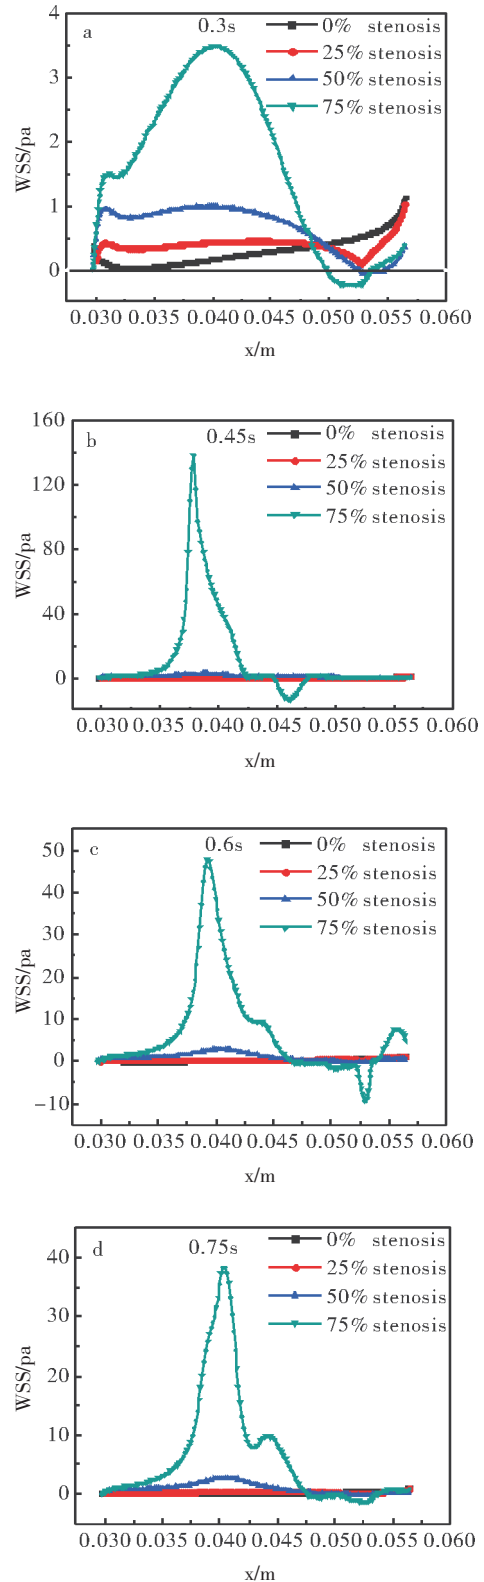 a 0.3s
0% stenosis
25% stenosis
50% stenosis
75% stenosis
4
3
2
1
0
WSS/pa
0.030 0.035 0.040 0.045 0.050 0.055 0.060
x/m
b 0.45s
0% stenosis
25% stenosis
50% stenosis
75% stenosis
160
120
80
40
0
WSS/pa
0.030 0.035 0.040 0.045 0.050 0.055 0.060
x/m
c 0.6s
0% stenosis
25% stenosis
50% stenosis
75% stenosis
50
40
30
20
10
0
-10
WSS/pa
0.030 0.035 0.040 0.045 0.050 0.055 0.060
x/m
d 0.75s
0% stenosis
25% stenosis
50% stenosis
75% stenosis
40
30
20
10
0
WSS/pa
0.030 0.035 0.040 0.045 0.050 0.055 0.060
x/m